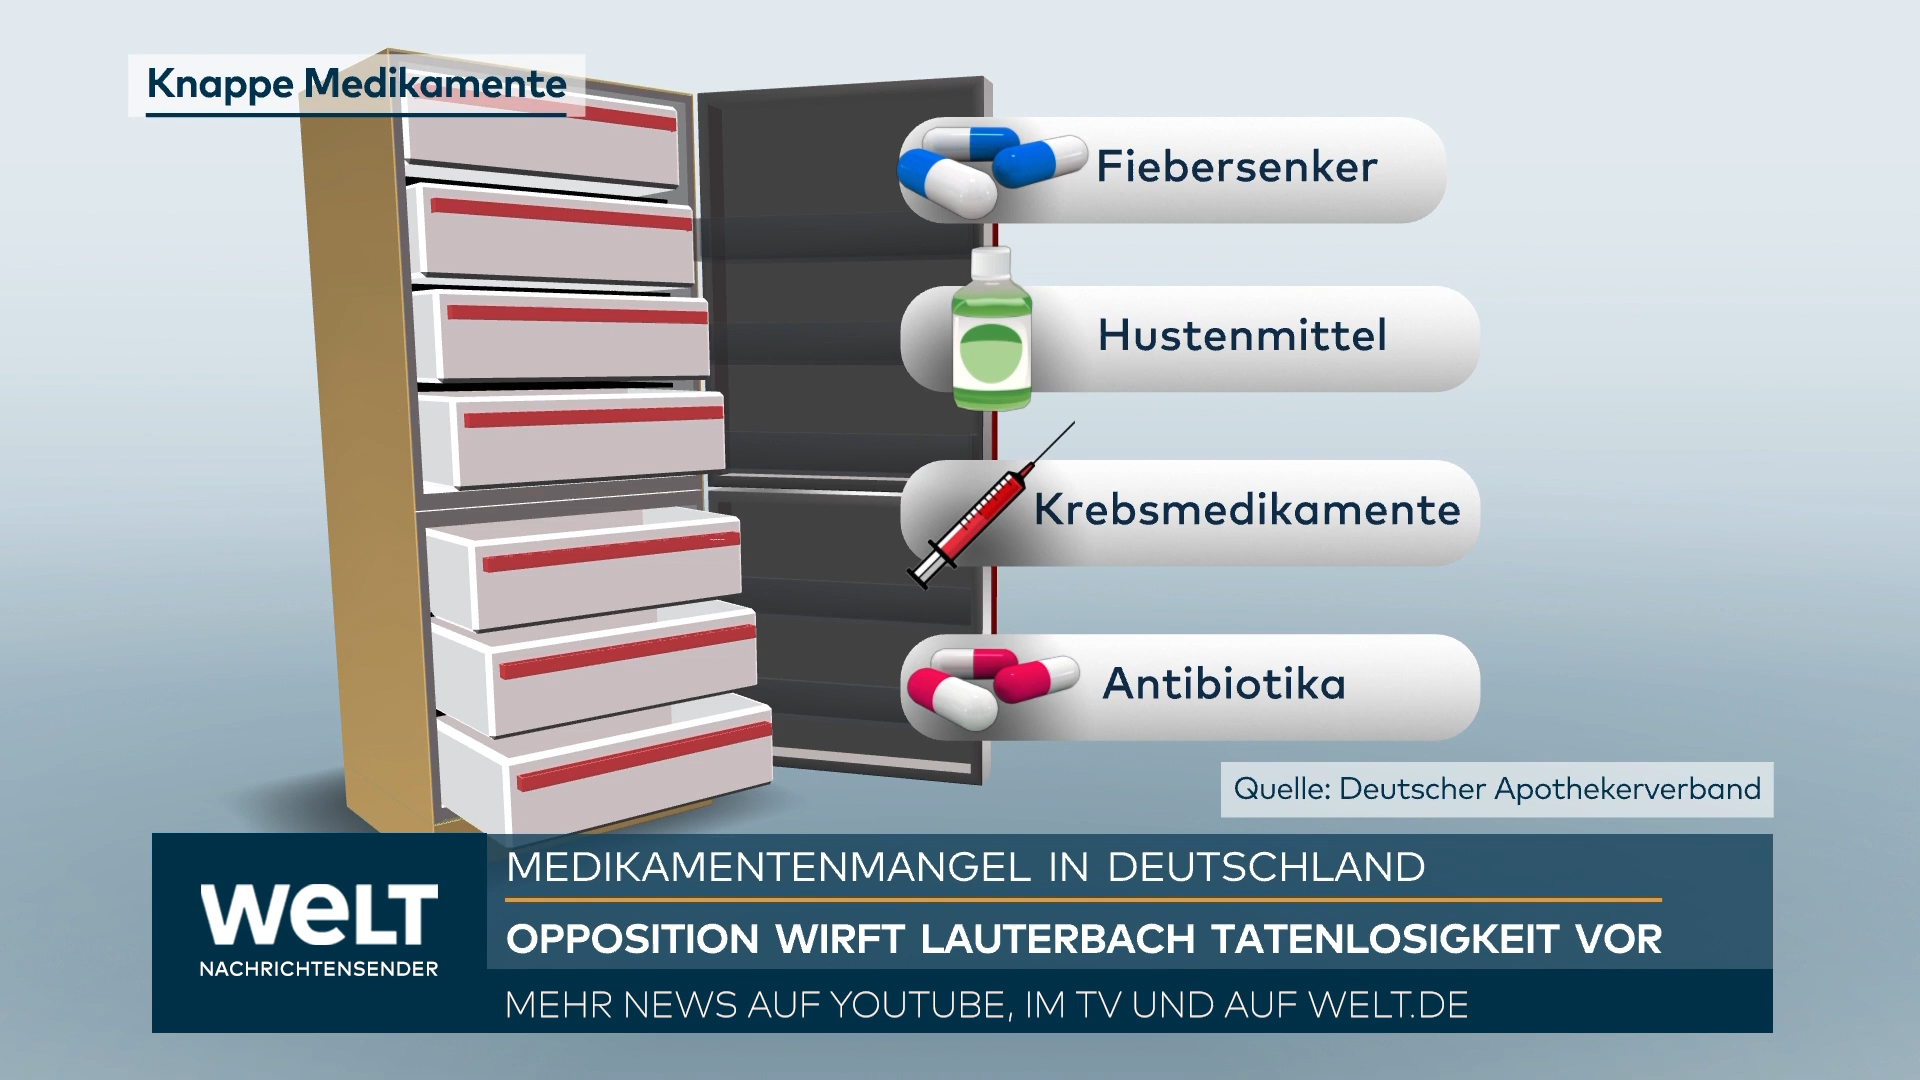 Knappe Medikamente
Fiebersenker
Hustenmittel
Krebsmedikamente
Antibiotika
Quelle: Deutscher Apothekerverband
MEDIKAMENTENMANGEL IN DEUTSCHLAND
OPPOSITION WIRFT LAUTERBACH TATENLOSIGKEIT VOR
MEHR NEWS AUF YOUTUBE, IM TV UND AUF WELT.DE
WELT
NACHRICHTENSENDER